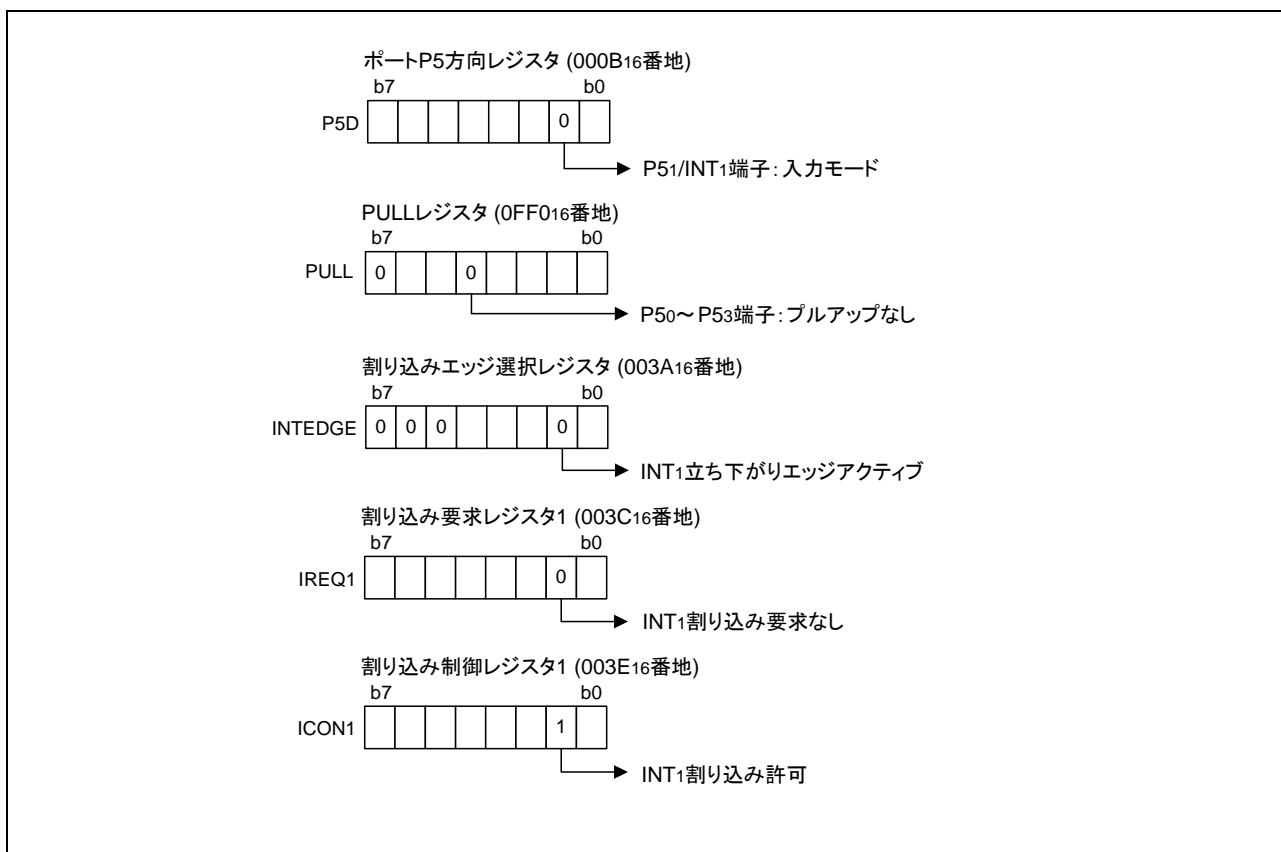 ポートP5方向レジスタ (000B16番地)
b7 b0
P5D 0
P51/INT1端子:入力モード
PULLレジスタ (0FF016番地)
b7 b0
PULL 0 0
P50～P53端子:プルアップなし
割り込みエッジ選択レジスタ (003A16番地)
b7 b0
INTEDGE 0 0 0 0
INT1立ち下がりエッジアクティブ
割り込み要求レジスタ1 (003C16番地)
b7 b0
IREQ1 0
INT1割り込み要求なし
割り込み制御レジスタ1 (003E16番地)
b7 b0
ICON1 1
INT1割り込み許可